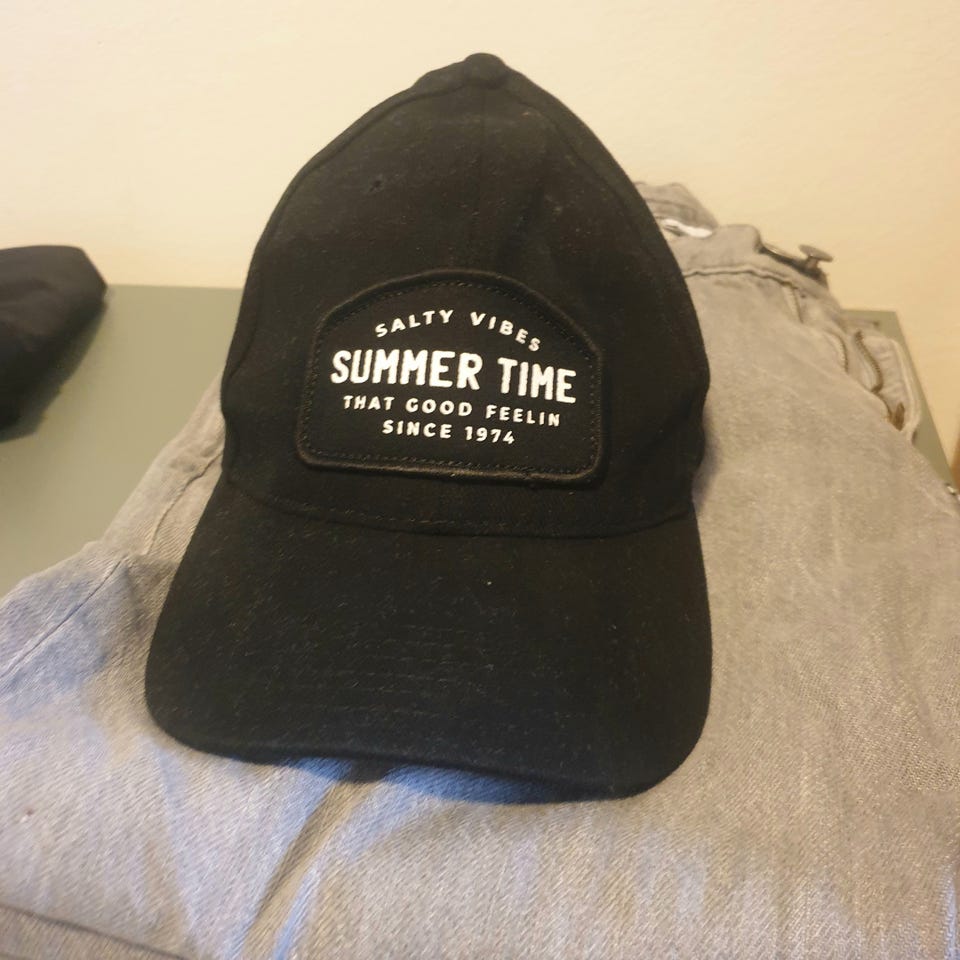 SALTY VIBES
SUMMER TIME
THAT GOOD FEELIN
SINCE 1974